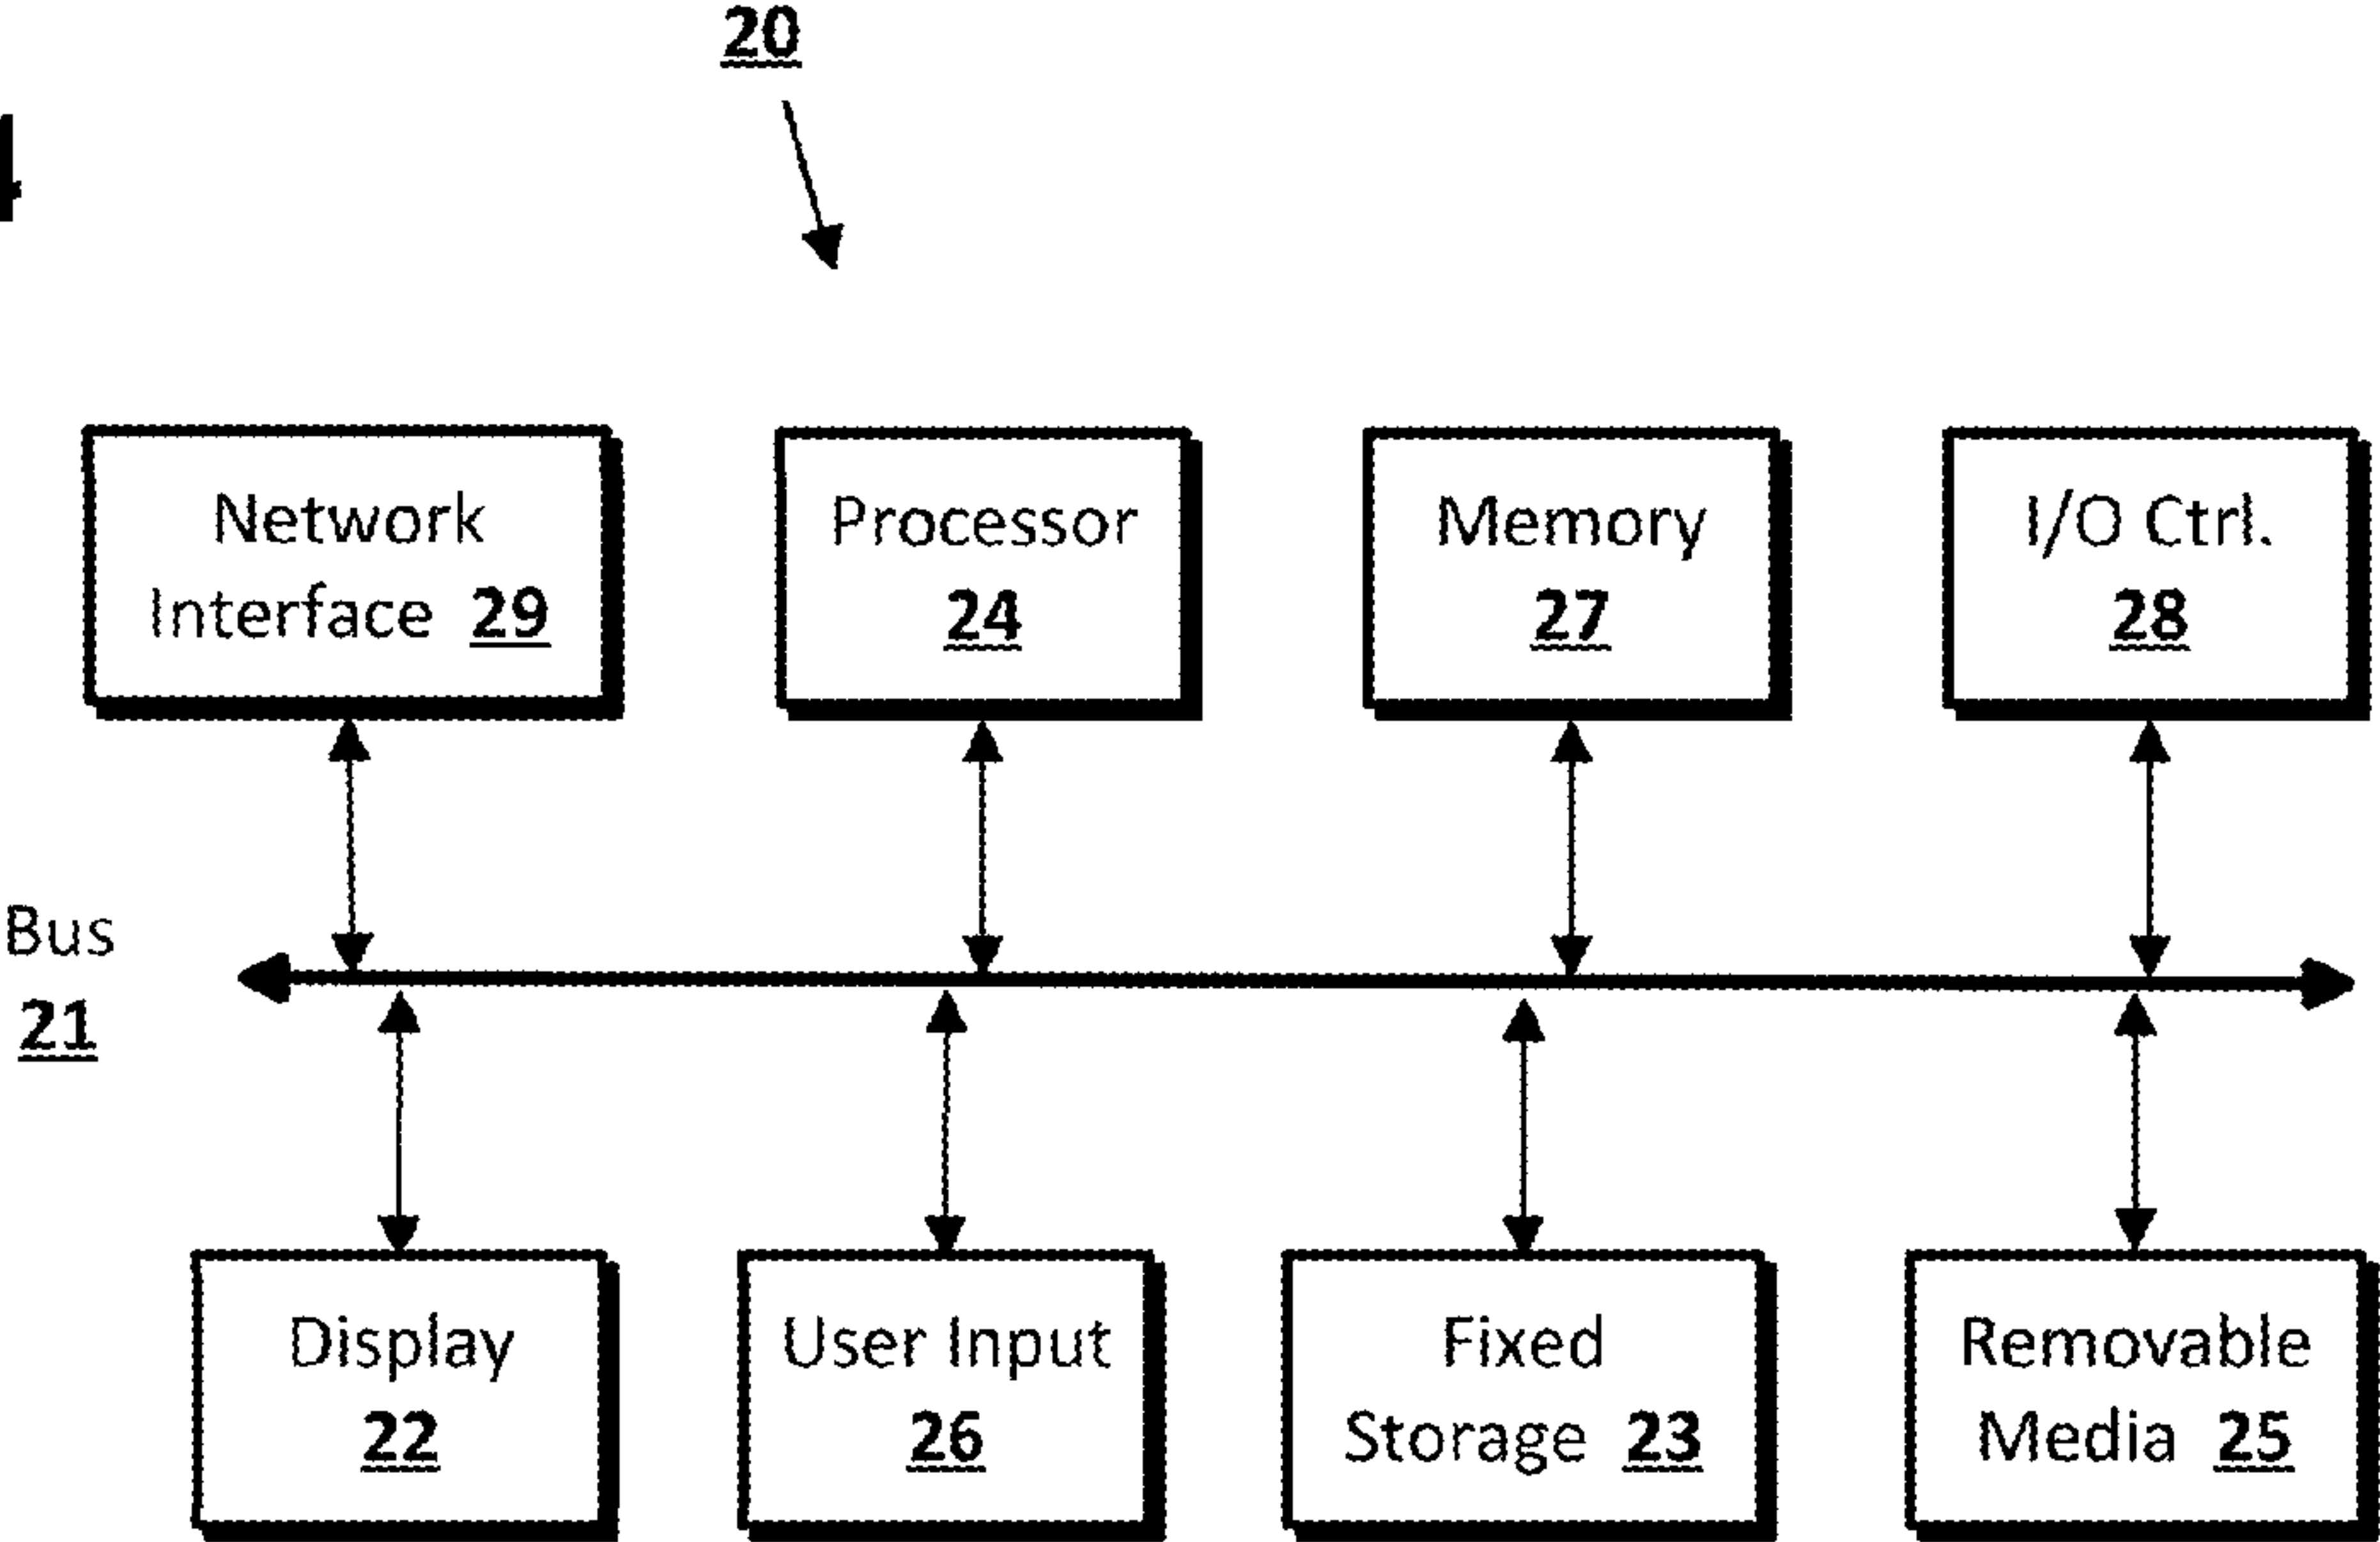 20
4
Network
Interface 29
Processor
24
Memory
27
I/O Ctrl.
28
Bus
21
Display
22
User Input
26
Fixed
Storage 23
Removable
Media 25